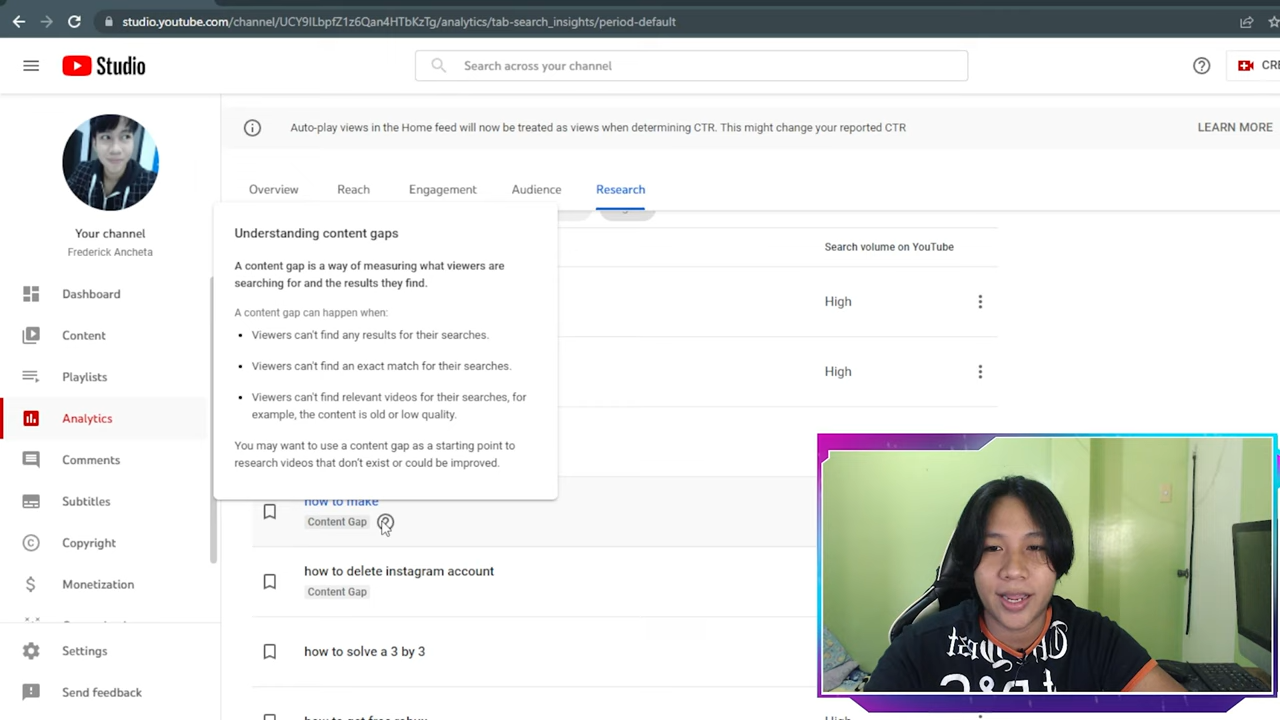 studio.youtube.com/channel/UCY9ILbpfZ1z6Qan4HTbKzTg/analytics/tab-search_insights/period-default
Studio
Search across your channel
Auto-play views in the Home feed will now be treated as views when determining CTR. This might change your reported CTR
LEARN MORE
Your channel
Frederick Ancheta
Overview
Reach
Engagement
Audience
Research
Understanding content gaps
A content gap is a way of measuring what viewers are
searching for and the results they find.
A content gap can happen when:
• Viewers can't find any results for their searches.
• Viewers can't find an exact match for their searches.
• Viewers can't find relevant videos for their searches, for
example, the content is old or low quality.
You may want to use a content gap as a starting point to
research videos that don't exist or could be improved.
Search volume on YouTube
High
High
Dashboard
Content
Playlists
Analytics
Comments
Subtitles
Copyright
Monetization
Settings
Send feedback
how to make
Content Gap
how to delete instagram account
Content Gap
how to solve a 3 by 3
High